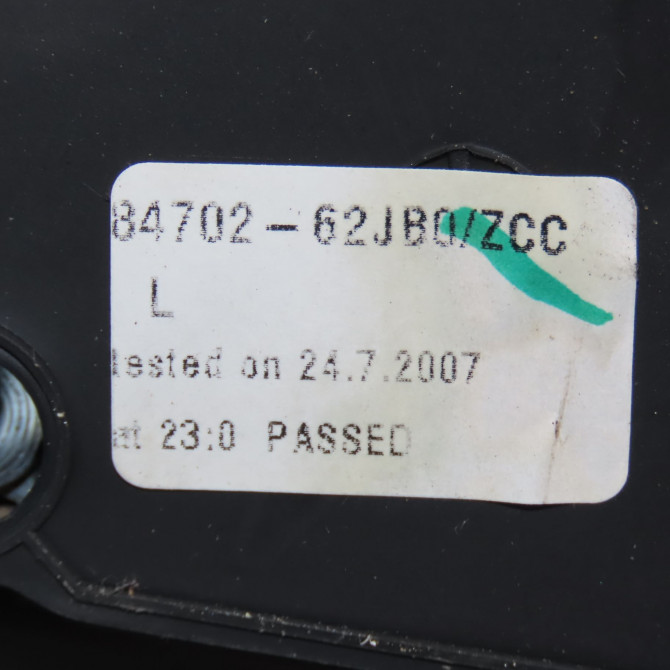 84702-62JB0/ZCC
L
tested on 24.7.2007
at 23:0 PASSED